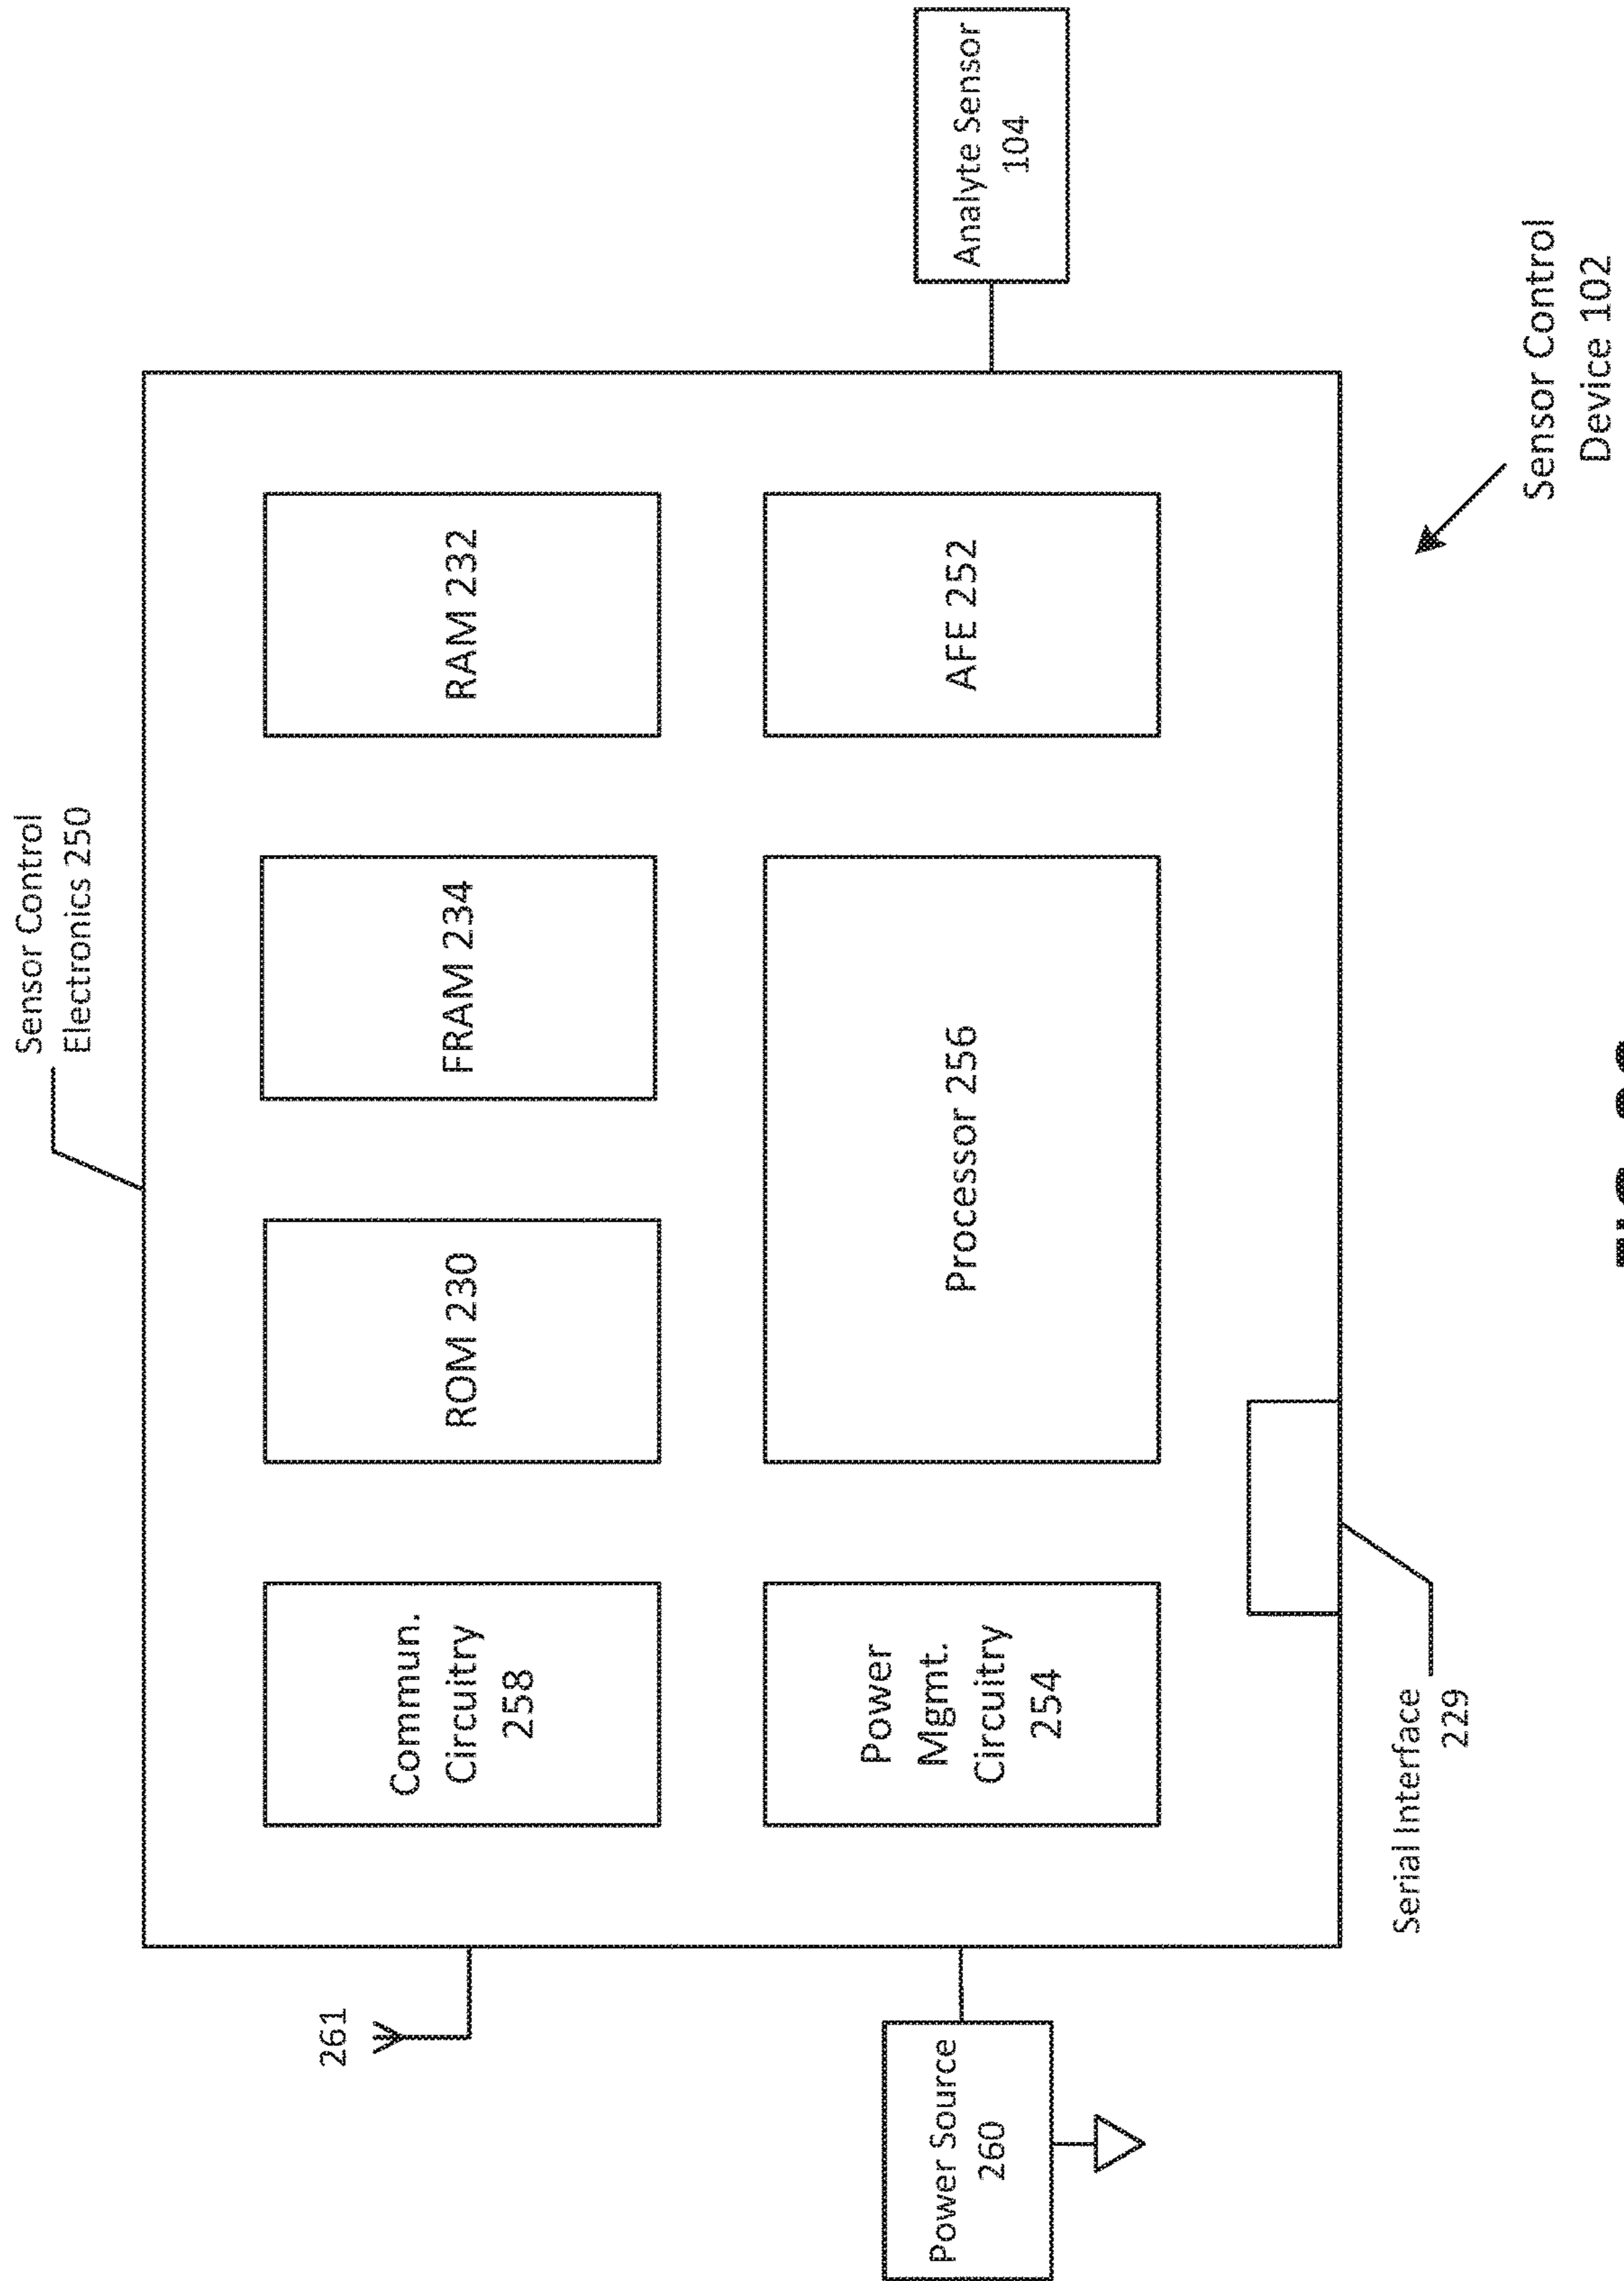 Sensor Control
Electronics 250
261
Commun.
Circuitry
258
ROM 230
FRAM 234
RAM 232
Power
Mgmt.
Circuitry
254
Processor 256
AFE 252
Power Source
260
Analyte Sensor
104
Serial Interface
229
Sensor Control
Device 102